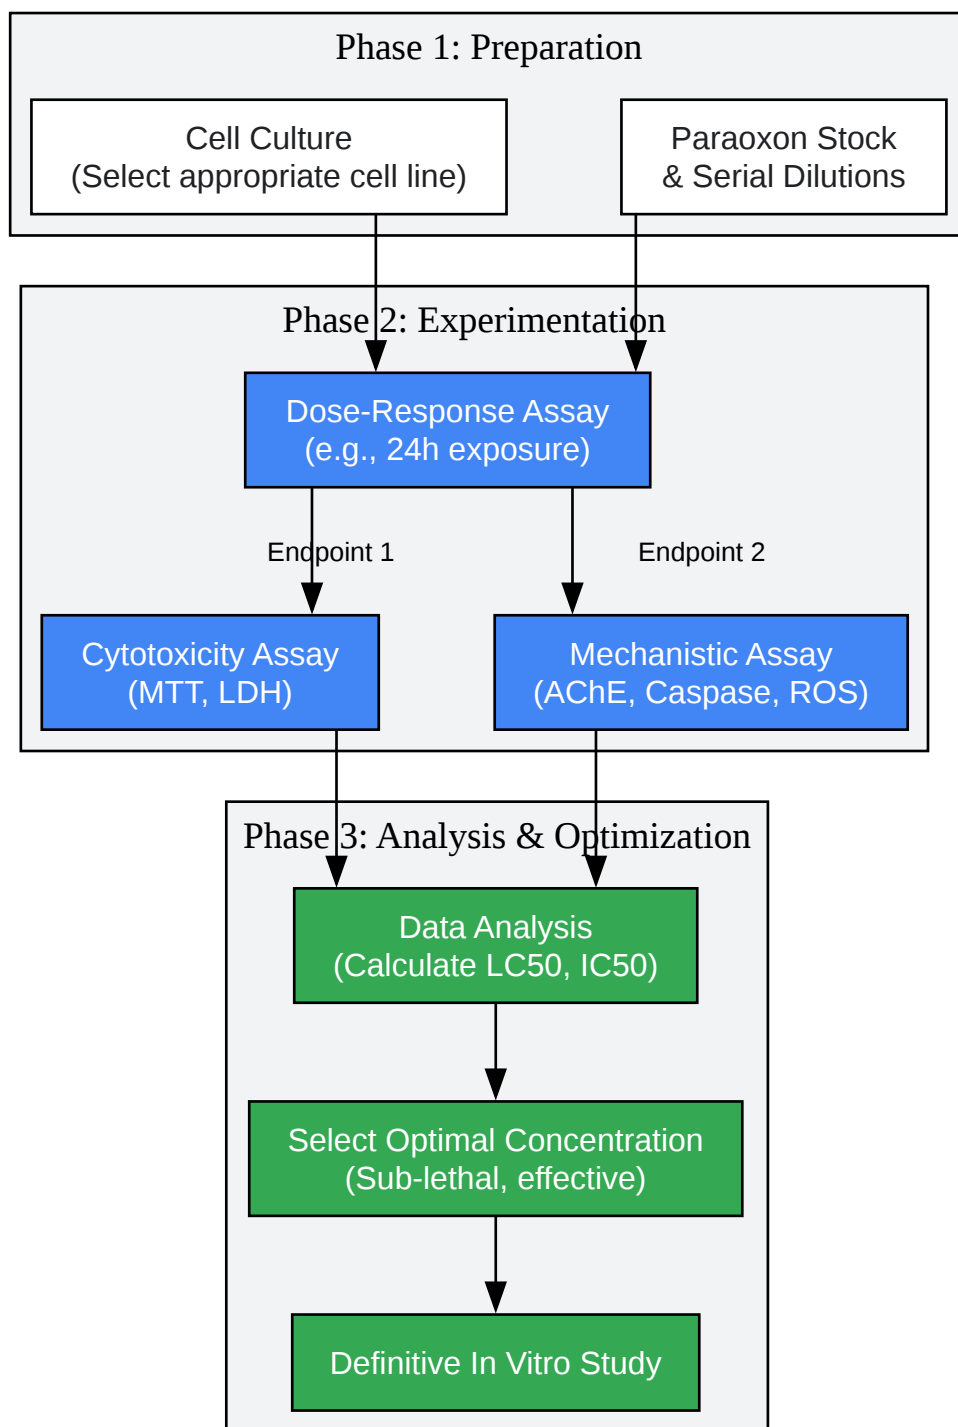 Phase 1: Preparation
Cell Culture
(Select appropriate cell line)
Paraoxon Stock
& Serial Dilutions
Phase 2: Experimentation
Dose-Response Assay
(e.g., 24h exposure)
Endpoint 1
Endpoint 2
Cytotoxicity Assay
(MTT, LDH)
Mechanistic Assay
(AChE, Caspase, ROS)
Phase 3: Analysis & Optimization
Data Analysis
(Calculate LC50, IC50)
Select Optimal Concentration
(Sub-lethal, effective)
Definitive In Vitro Study